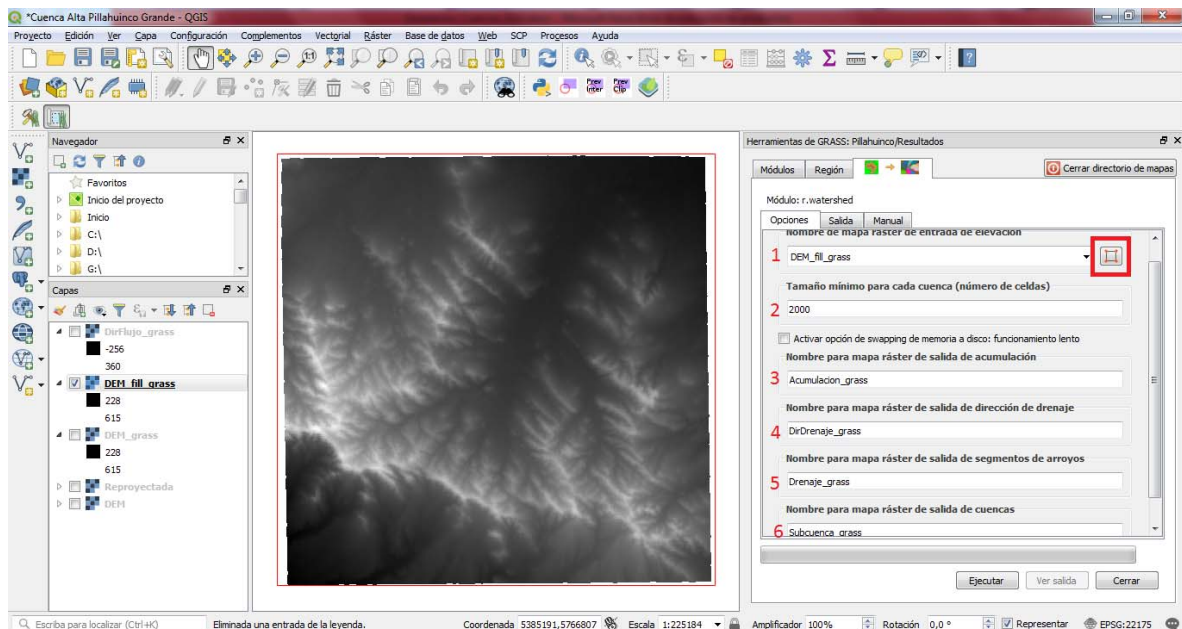 *Cuenca Alta Pillahuinco Grande - QGIS
Proyecto Edición Ver Capa Configuración Complementos Vectorial Ráster Base de datos Web SCP Procesos Ayuda
Prev Inter
Prev Clip
Navegador
Favoritos
Inicio del proyecto
Inicio
C:\
D:\
G:\
Capas
DirFlujo_grass
-256
360
DEM_fill_grass
228
615
DEM_grass
228
615
Reproyectada
DEM
Herramientas de GRASS: Pillahuinco/Resultados
Módulos Región Cerrar directorio de mapas
Módulo: r.watershed
Opciones Salida Manual
Nombre de mapa ráster de entrada de elevación
1 DEM_fill_grass
Tamaño mínimo para cada cuenca (número de celdas)
2 2000
Activar opción de swapping de memoria a disco: funcionamiento lento
Nombre para mapa ráster de salida de acumulación
3 Acumulacion_grass
Nombre para mapa ráster de salida de dirección de drenaje
4 DirDrenaje_grass
Nombre para mapa ráster de salida de segmentos de arroyos
5 Drenaje_grass
Nombre para mapa ráster de salida de cuencas
6 Subcuenca_grass
Ejecutar Ver salida Cerrar
Escriba para localizar (Ctrl+K) Eliminada una entrada de la leyenda. Coordenada 5385191,5766807 Escala 1:225184 Amplificador 100% Rotación 0,0 ° Representar EPSG:22175